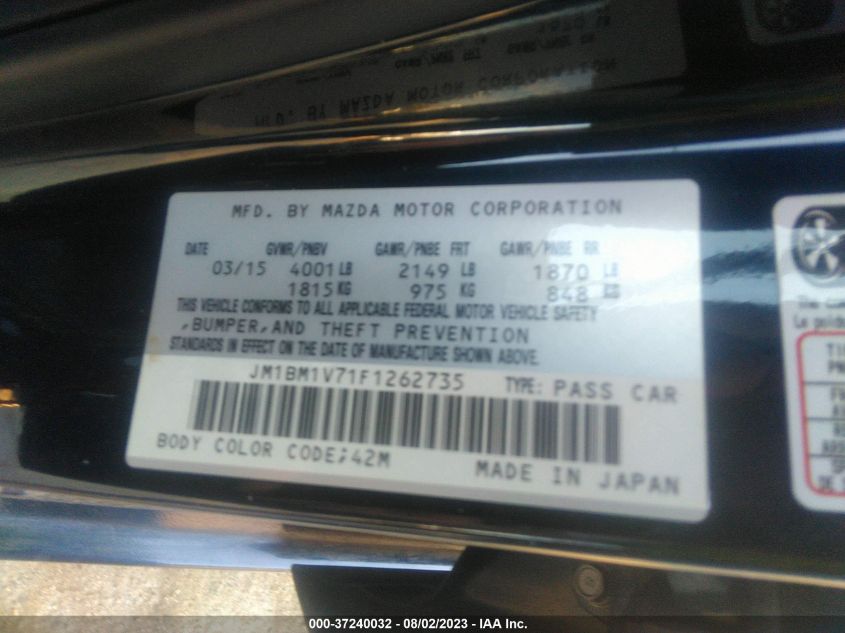 MFD. BY MAZDA MOTOR CORPORATION
DATE GVWR/PNBV GAWR/PNBE FRT GAWR/PNBE RR
03/15 4001 LB 2149 LB 1870 LB
1815 KG 975 KG 848 KG
THIS VEHICLE CONFORMS TO ALL APPLICABLE FEDERAL MOTOR VEHICLE SAFETY
,BUMPER,AND THEFT PREVENTION
STANDARDS IN EFFECT ON THE DATE OF MANUFACTURE SHOWN ABOVE.
JM1BM1V71F1262735 TYPE: PASS CAR
BODY COLOR CODE;42M
MADE IN JAPAN
000-37240032 - 08/02/2023 - IAA Inc.